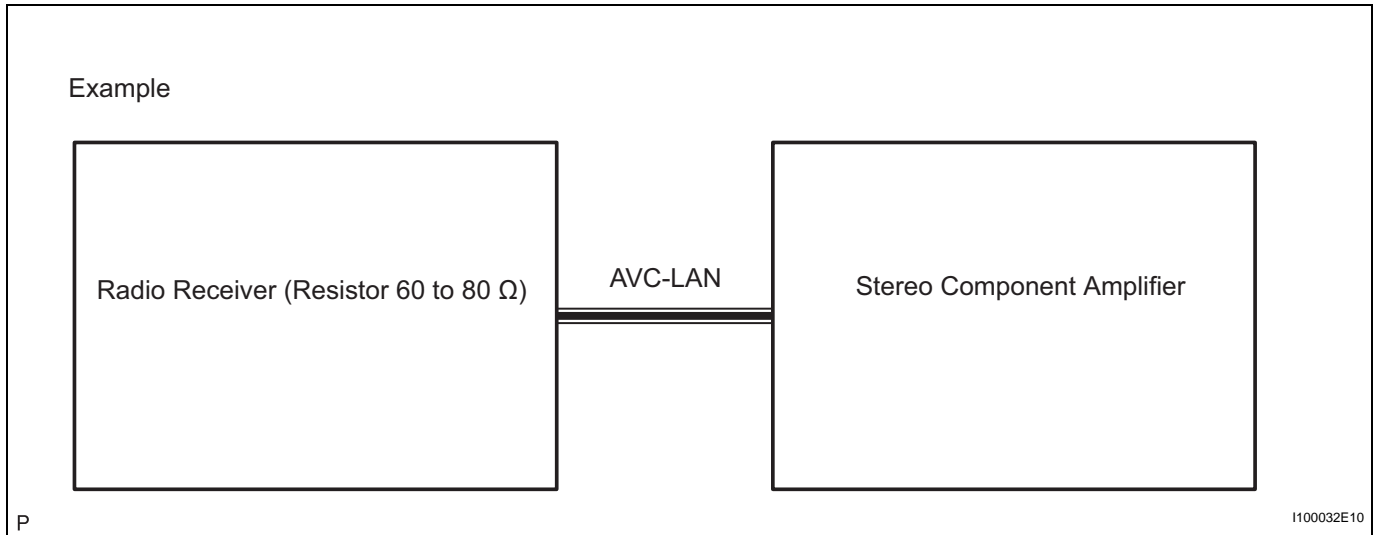 Example
Radio Receiver (Resistor 60 to 80 Ω)
AVC-LAN
Stereo Component Amplifier
P
I100032E10